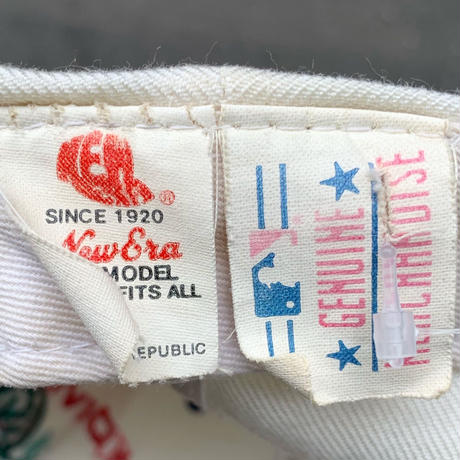 SINCE 1920
New Era
MODEL
FITS ALL
REPUBLIC
GENUINE
MERCHANDISE